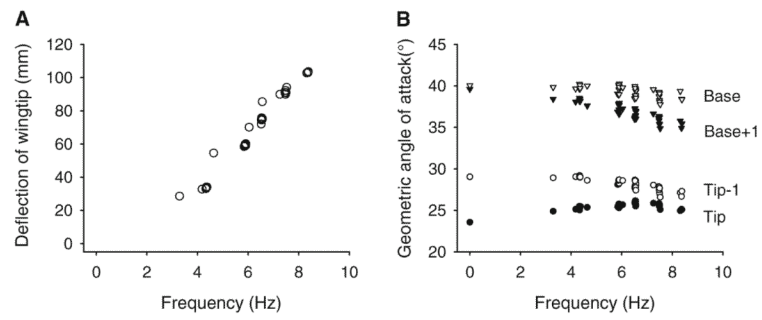 A
Deflection of wingtip (mm)
120
100
80
60
40
20
0
0 2 4 6 8 10
Frequency (Hz)
B
Geometric angle of attack(°)
45
40
35
30
25
20
Base
Base+1
Tip-1
Tip
0 2 4 6 8 10
Frequency (Hz)